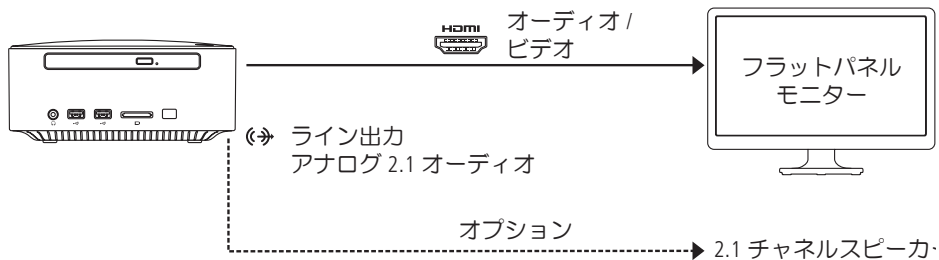 HDMI
オーディオ /
ビデオ
フラットパネル
モニター
ライン出力
アナログ 2.1 オーディオ
オプション
2.1 チャネルスピーカー